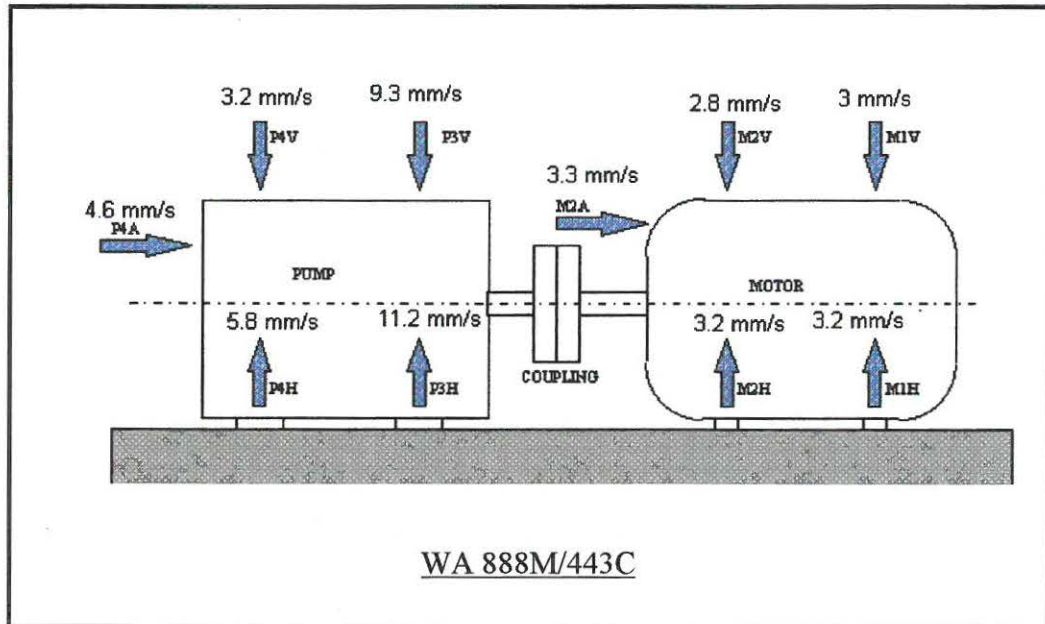 3.2 mm/s 9.3 mm/s 2.8 mm/s 3 mm/s
P4V P3V M2V M1V
3.3 mm/s
4.6 mm/s M2A
P4A
PUMP MOTOR
5.8 mm/s 11.2 mm/s 3.2 mm/s 3.2 mm/s
COUPLING
P4H P3H M2H M1H
WA 888M/443C